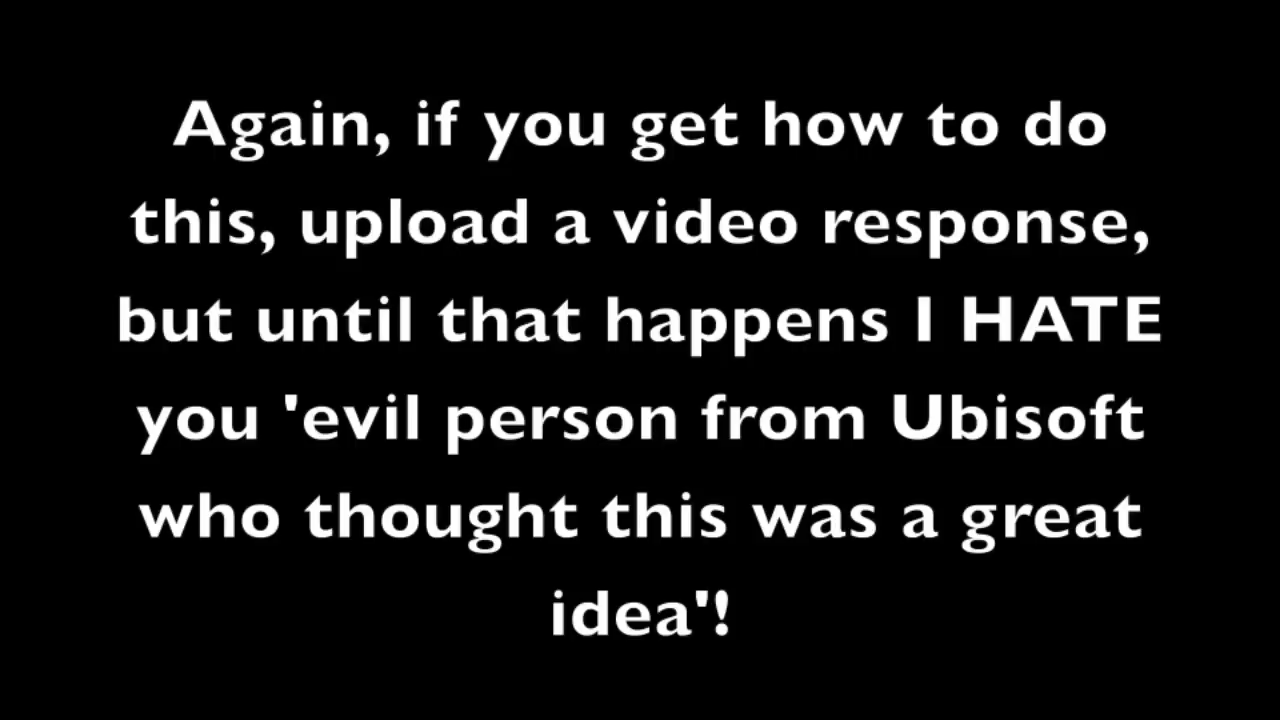 Again, if you get how to do
this, upload a video response,
but until that happens I HATE
you 'evil person from Ubisoft
who thought this was a great
idea'!